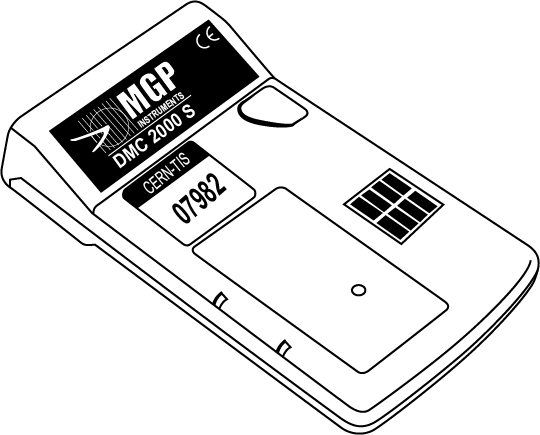 CE
MGP
INSTRUMENTS
DMC 2000 S
CERN-TIS
07982